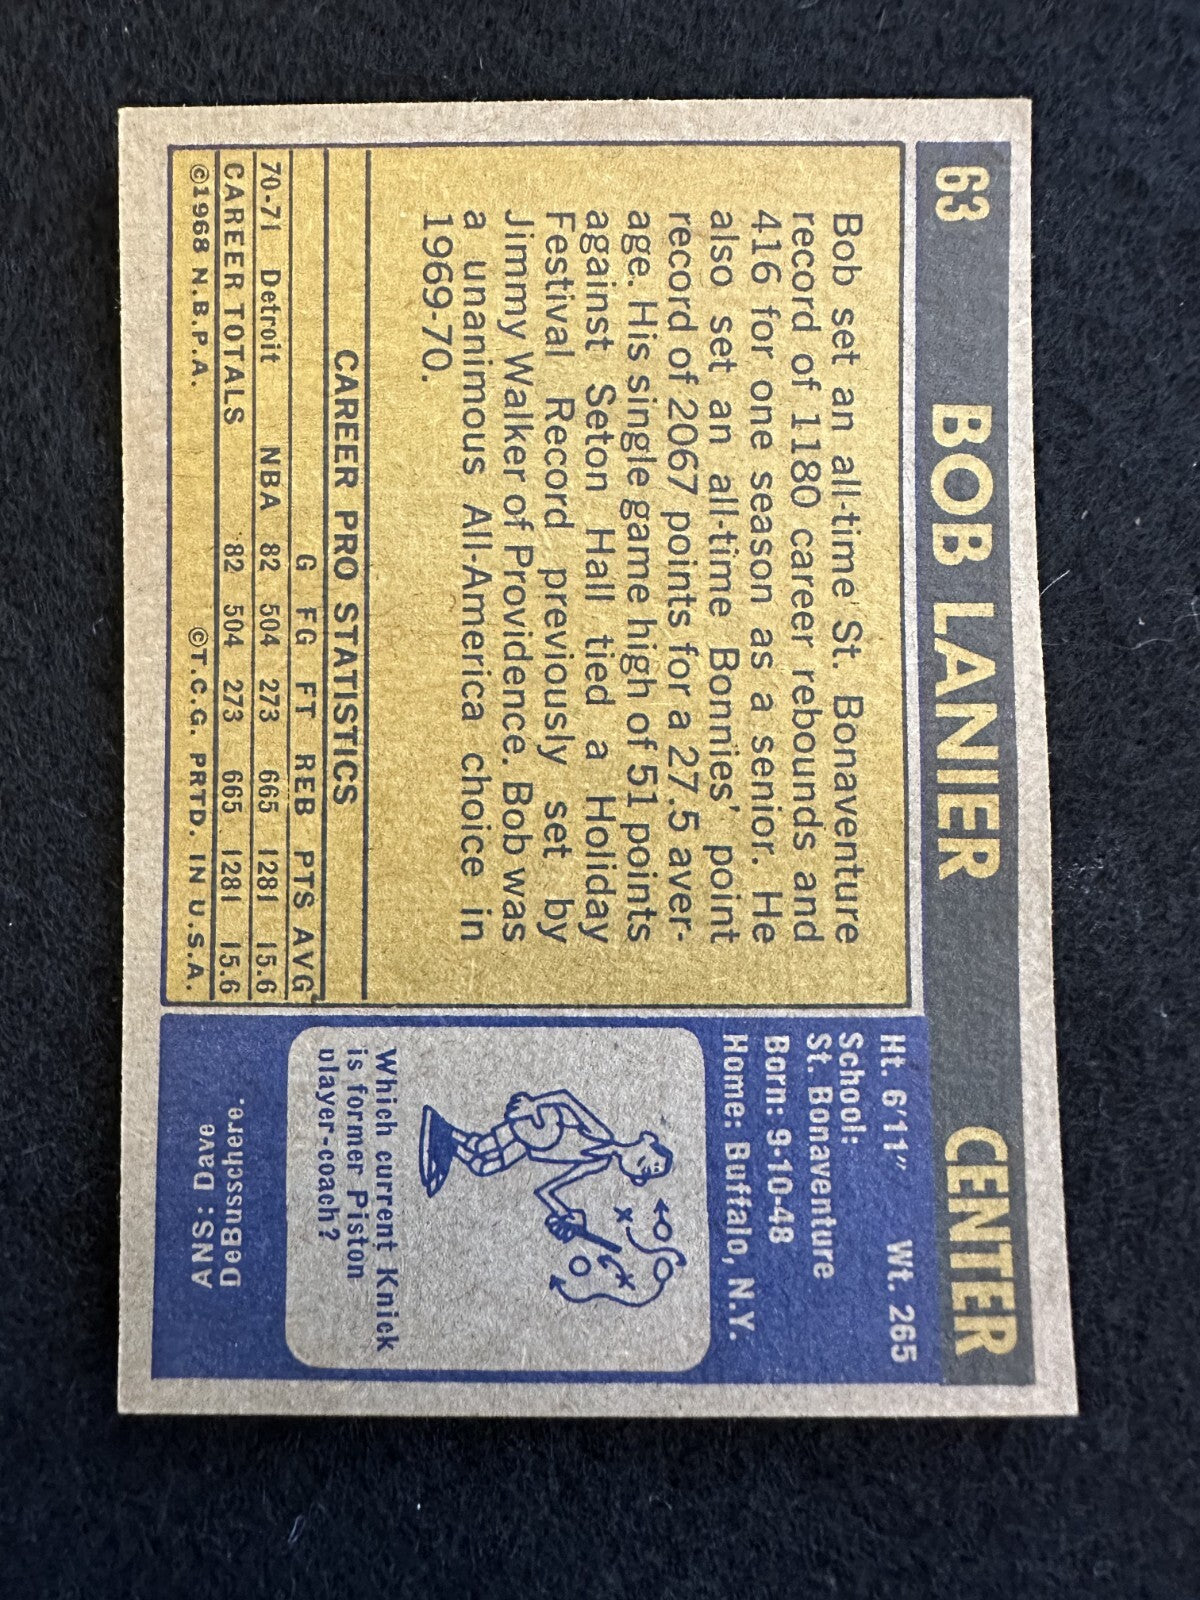 63 BOB LANIER CENTER
Bob set an all-time St. Bonaventure
record of 1180 career rebounds and
416 for one season as a senior. He
also set an all-time Bonnies' point
record of 2067 points for a 27.5 aver-
age. His single game high of 51 points
against Seton Hall tied a Holiday
Festival Record previously set by
Jimmy Walker of Providence. Bob was
a unanimous All-America choice in
1969-70.
CAREER PRO STATISTICS
G FG FT REB PTS AVG
70-71 Detroit NBA 82 504 273 665 1281 15.6
CAREER TOTALS 82 504 273 665 1281 15.6
©1968 N.B.P.A. ©T.C.G. PRTD. IN U.S.A.
Ht. 6'11" Wt. 265
School:
St. Bonaventure
Born: 9-10-48
Home: Buffalo, N.Y.
Which current Knick
is former Piston
player-coach?
ANS: Dave
DeBusschere.